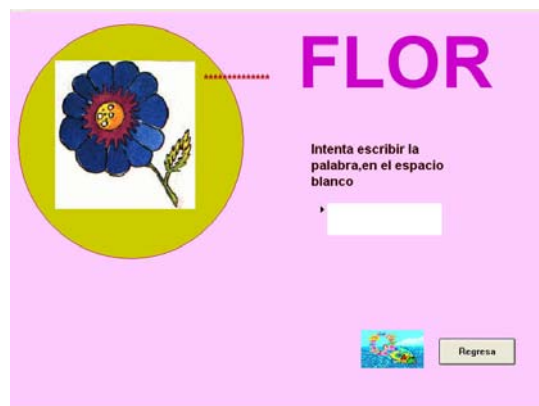 FLOR
Intenta escribir la
palabra,en el espacio
blanco
Regresa